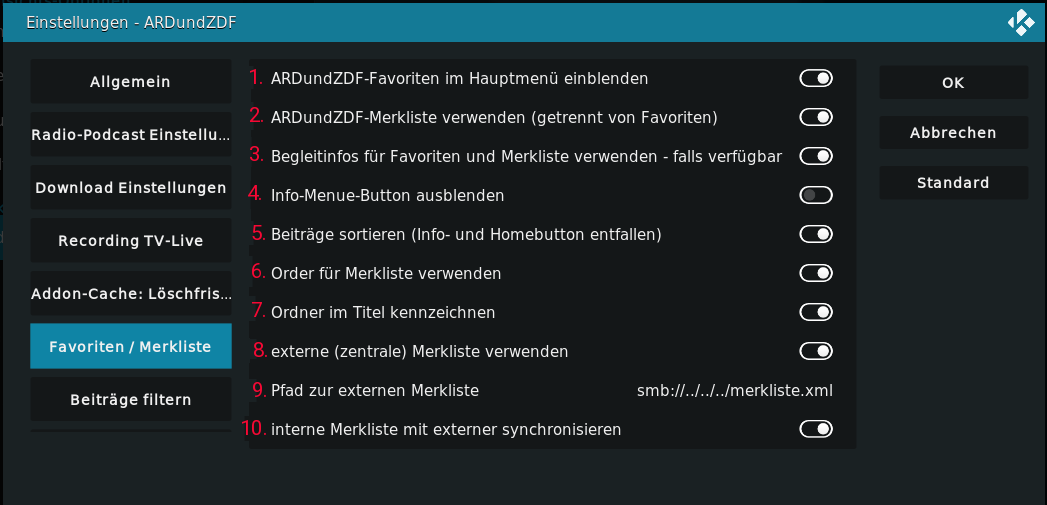 Einstellungen - ARDundZDF
Allgemein
Radio-Podcast Einstellu...
Download Einstellungen
Recording TV-Live
Addon-Cache: Löschfris...
Favoriten / Merkliste
Beiträge filtern
1. ARDundZDF-Favoriten im Hauptmenü einblenden
2. ARDundZDF-Merkliste verwenden (getrennt von Favoriten)
3. Begleitinfos für Favoriten und Merkliste verwenden - falls verfügbar
4. Info-Menue-Button ausblenden
5. Beiträge sortieren (Info- und Homebutton entfallen)
6. Order für Merkliste verwenden
7. Ordner im Titel kennzeichnen
8. externe (zentrale) Merkliste verwenden
9. Pfad zur externen Merkliste smb://../../../merkliste.xml
10. interne Merkliste mit externer synchronisieren
OK
Abbrechen
Standard